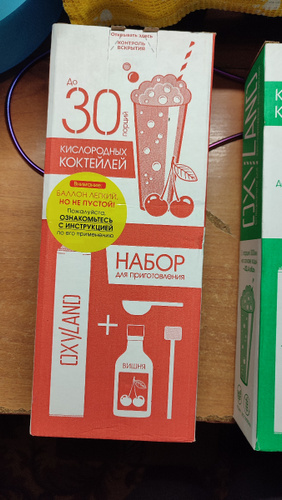 Открывать здесь
КОНТРОЛЬ
ВСКРЫТИЯ
До
30
порций
КИСЛОРОДНЫХ
КОКТЕЙЛЕЙ
Внимание!
БАЛЛОН ЛЕГКИЙ,
НО НЕ ПУСТОЙ!
Пожалуйста,
ОЗНАКОМЬТЕСЬ
С ИНСТРУКЦИЕЙ
по его применению
НАБОР
для приготовления
OXYLAND
+
ВИШНЯ
OXYLAND